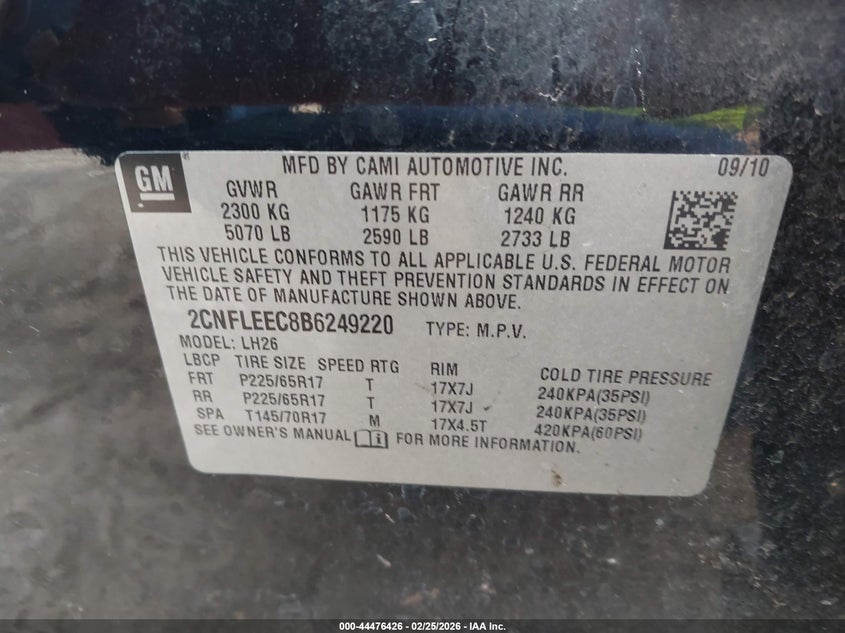 GM
MFD BY CAMI AUTOMOTIVE INC. 09/10
GVWR GAWR FRT GAWR RR
2300 KG 1175 KG 1240 KG
5070 LB 2590 LB 2733 LB
THIS VEHICLE CONFORMS TO ALL APPLICABLE U.S. FEDERAL MOTOR
VEHICLE SAFETY AND THEFT PREVENTION STANDARDS IN EFFECT ON
THE DATE OF MANUFACTURE SHOWN ABOVE.
2CNFLEEC8B6249220 TYPE: M.P.V.
MODEL: LH26
LBCP TIRE SIZE SPEED RTG RIM COLD TIRE PRESSURE
FRT P225/65R17 T 17X7J 240KPA(35PSI)
RR P225/65R17 T 17X7J 240KPA(35PSI)
SPA T145/70R17 M 17X4.5T 420KPA(60PSI)
SEE OWNER'S MANUAL FOR MORE INFORMATION.
000-44476426 - 02/25/2026 - IAA Inc.